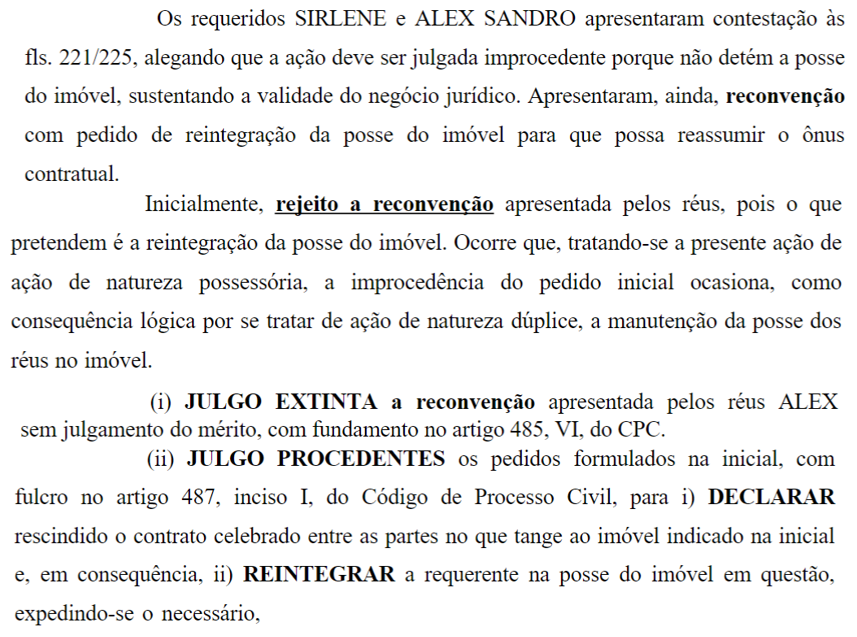 Os requeridos SIRLENE e ALEX SANDRO apresentaram contestação às
fls. 221/225, alegando que a ação deve ser julgada improcedente porque não detém a posse
do imóvel, sustentando a validade do negócio jurídico. Apresentaram, ainda, reconvenção
com pedido de reintegração da posse do imóvel para que possa reassumir o ônus
contratual.
Inicialmente, rejeito a reconvenção apresentada pelos réus, pois o que
pretendem é a reintegração da posse do imóvel. Ocorre que, tratando-se a presente ação de
ação de natureza possessória, a improcedência do pedido inicial ocasiona, como
consequência lógica por se tratar de ação de natureza dúplice, a manutenção da posse dos
réus no imóvel.
(i) JULGO EXTINTA a reconvenção apresentada pelos réus ALEX
sem julgamento do mérito, com fundamento no artigo 485, VI, do CPC.
(ii) JULGO PROCEDENTES os pedidos formulados na inicial, com
fulcro no artigo 487, inciso I, do Código de Processo Civil, para i) DECLARAR
rescindido o contrato celebrado entre as partes no que tange ao imóvel indicado na inicial
e, em consequência, ii) REINTEGRAR a requerente na posse do imóvel em questão,
expedindo-se o necessário,